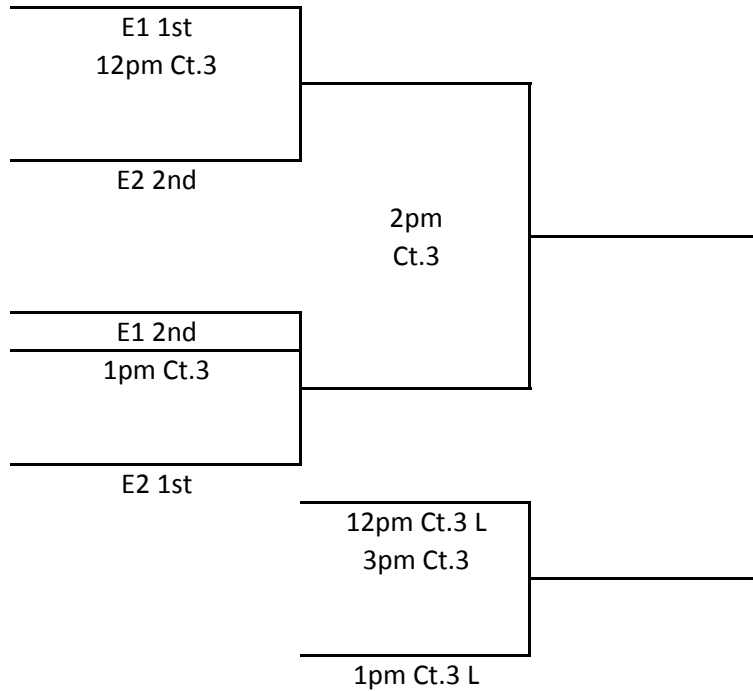 E1 1st
12pm Ct.3
E2 2nd
2pm
Ct.3
E1 2nd
1pm Ct.3
E2 1st
12pm Ct.3 L
3pm Ct.3
1pm Ct.3 L